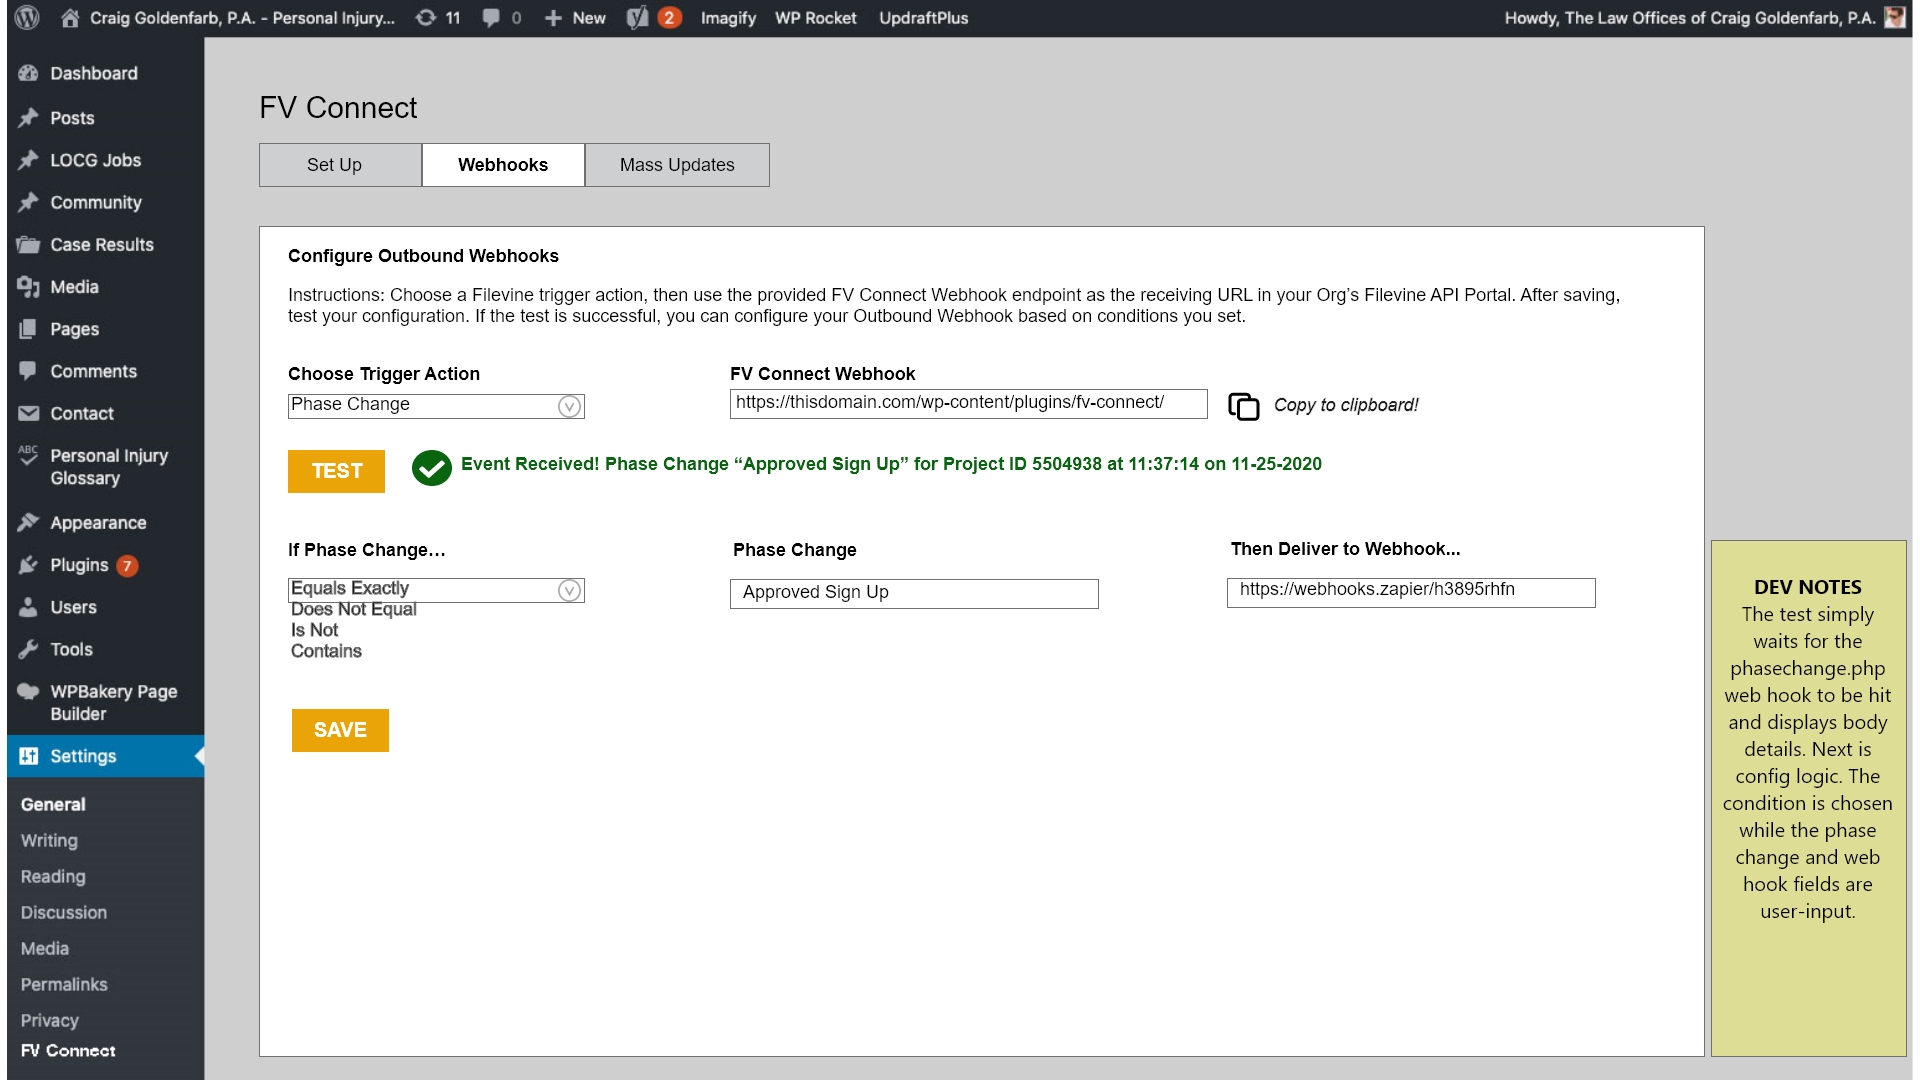 Craig Goldenfarb, P.A. - Personal Injury... 11 0 New 2 Imagify WP Rocket UpdraftPlus Howdy, The Law Offices of Craig Goldenfarb, P.A.
Dashboard
Posts
LOCG Jobs
Community
Case Results
Media
Pages
Comments
Contact
ABC Personal Injury
Glossary
Appearance
Plugins 7
Users
Tools
WPBakery Page
Builder
Settings
General
Writing
Reading
Discussion
Media
Permalinks
Privacy
FV Connect
FV Connect
Set Up Webhooks Mass Updates
Configure Outbound Webhooks
Instructions: Choose a Filevine trigger action, then use the provided FV Connect Webhook endpoint as the receiving URL in your Org’s Filevine API Portal. After saving,
test your configuration. If the test is successful, you can configure your Outbound Webhook based on conditions you set.
Choose Trigger Action FV Connect Webhook
Phase Change V https://thisdomain.com/wp-content/plugins/fv-connect/ Copy to clipboard!
TEST Event Received! Phase Change “Approved Sign Up” for Project ID 5504938 at 11:37:14 on 11-25-2020
If Phase Change… Phase Change Then Deliver to Webhook...
Equals Exactly V Approved Sign Up https://webhooks.zapier/h3895rhfn
Does Not Equal
Is Not
Contains
SAVE
DEV NOTES
The test simply
waits for the
phasechange.php
web hook to be hit
and displays body
details. Next is
config logic. The
condition is chosen
while the phase
change and web
hook fields are
user-input.